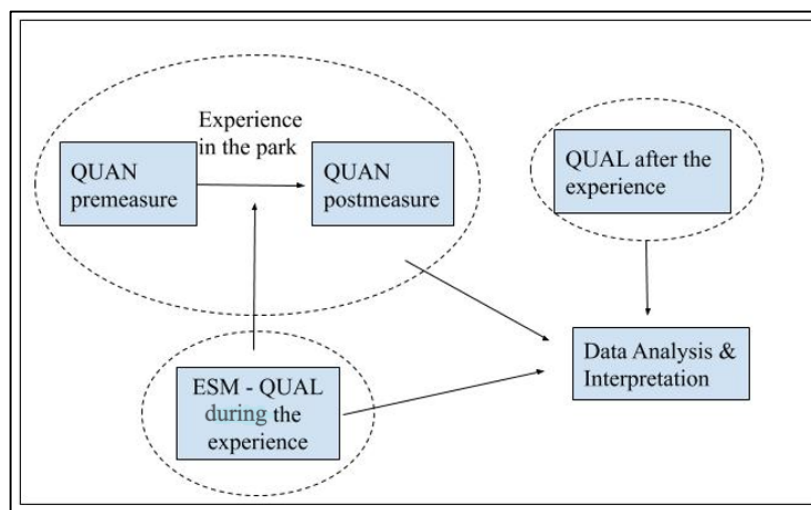 Experience
in the park
QUAN
premeasure
QUAN
postmeasure
QUAL after the
experience
ESM - QUAL
during the
experience
Data Analysis &
Interpretation